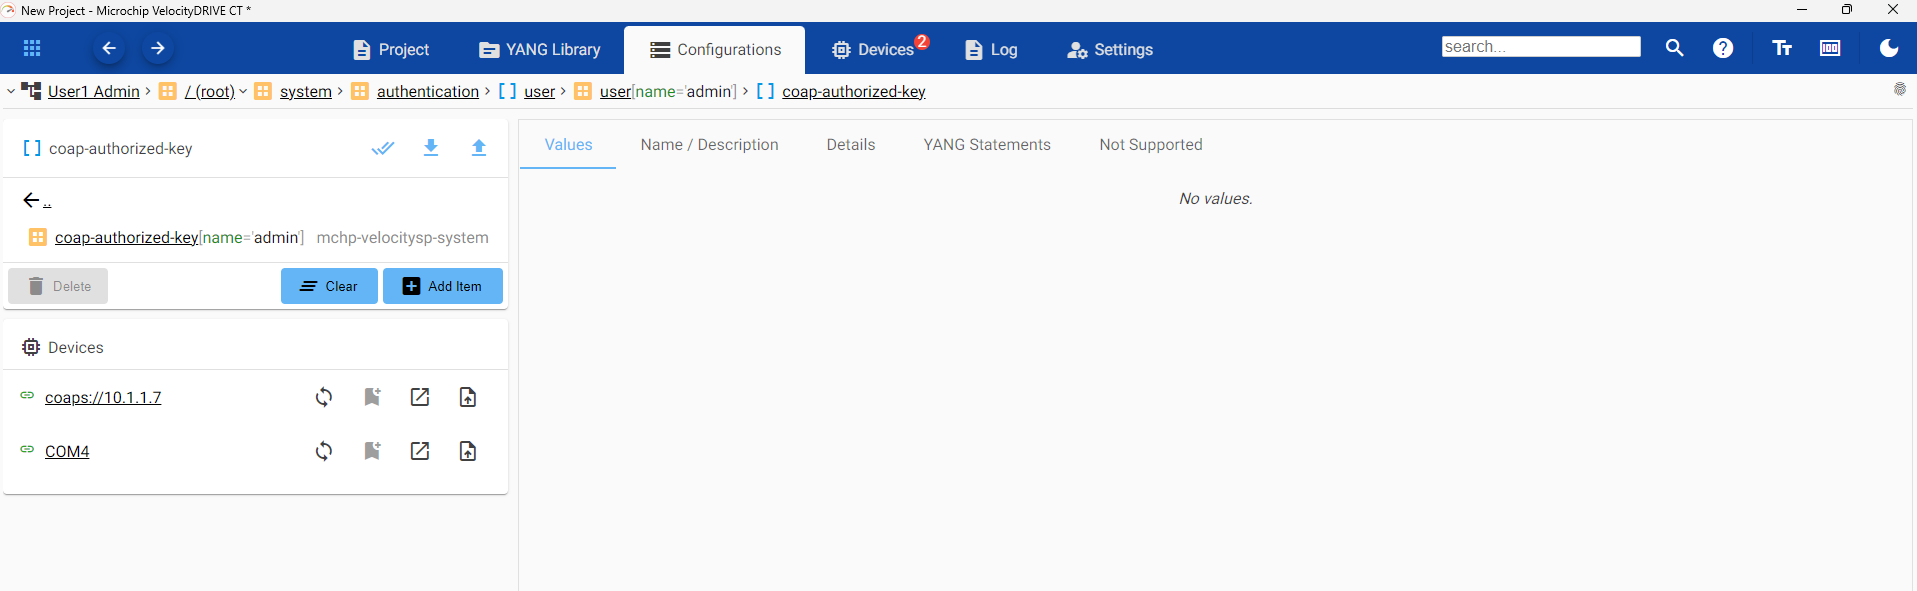 New Project - Microchip VelocityDRIVE CT *
Project YANG Library Configurations Devices 2 Log Settings search...
User1 Admin / (root) system authentication user user[name='admin'] coap-authorized-key
coap-authorized-key
..
coap-authorized-key[name='admin'] mchp-velocitysp-system
Delete Clear Add Item
Devices
coaps://10.1.1.7
COM4
Values Name / Description Details YANG Statements Not Supported
No values.